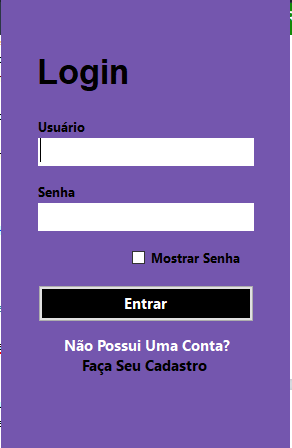 Login
Usuário
Senha
Mostrar Senha
Entrar
Não Possui Uma Conta?
Faça Seu Cadastro